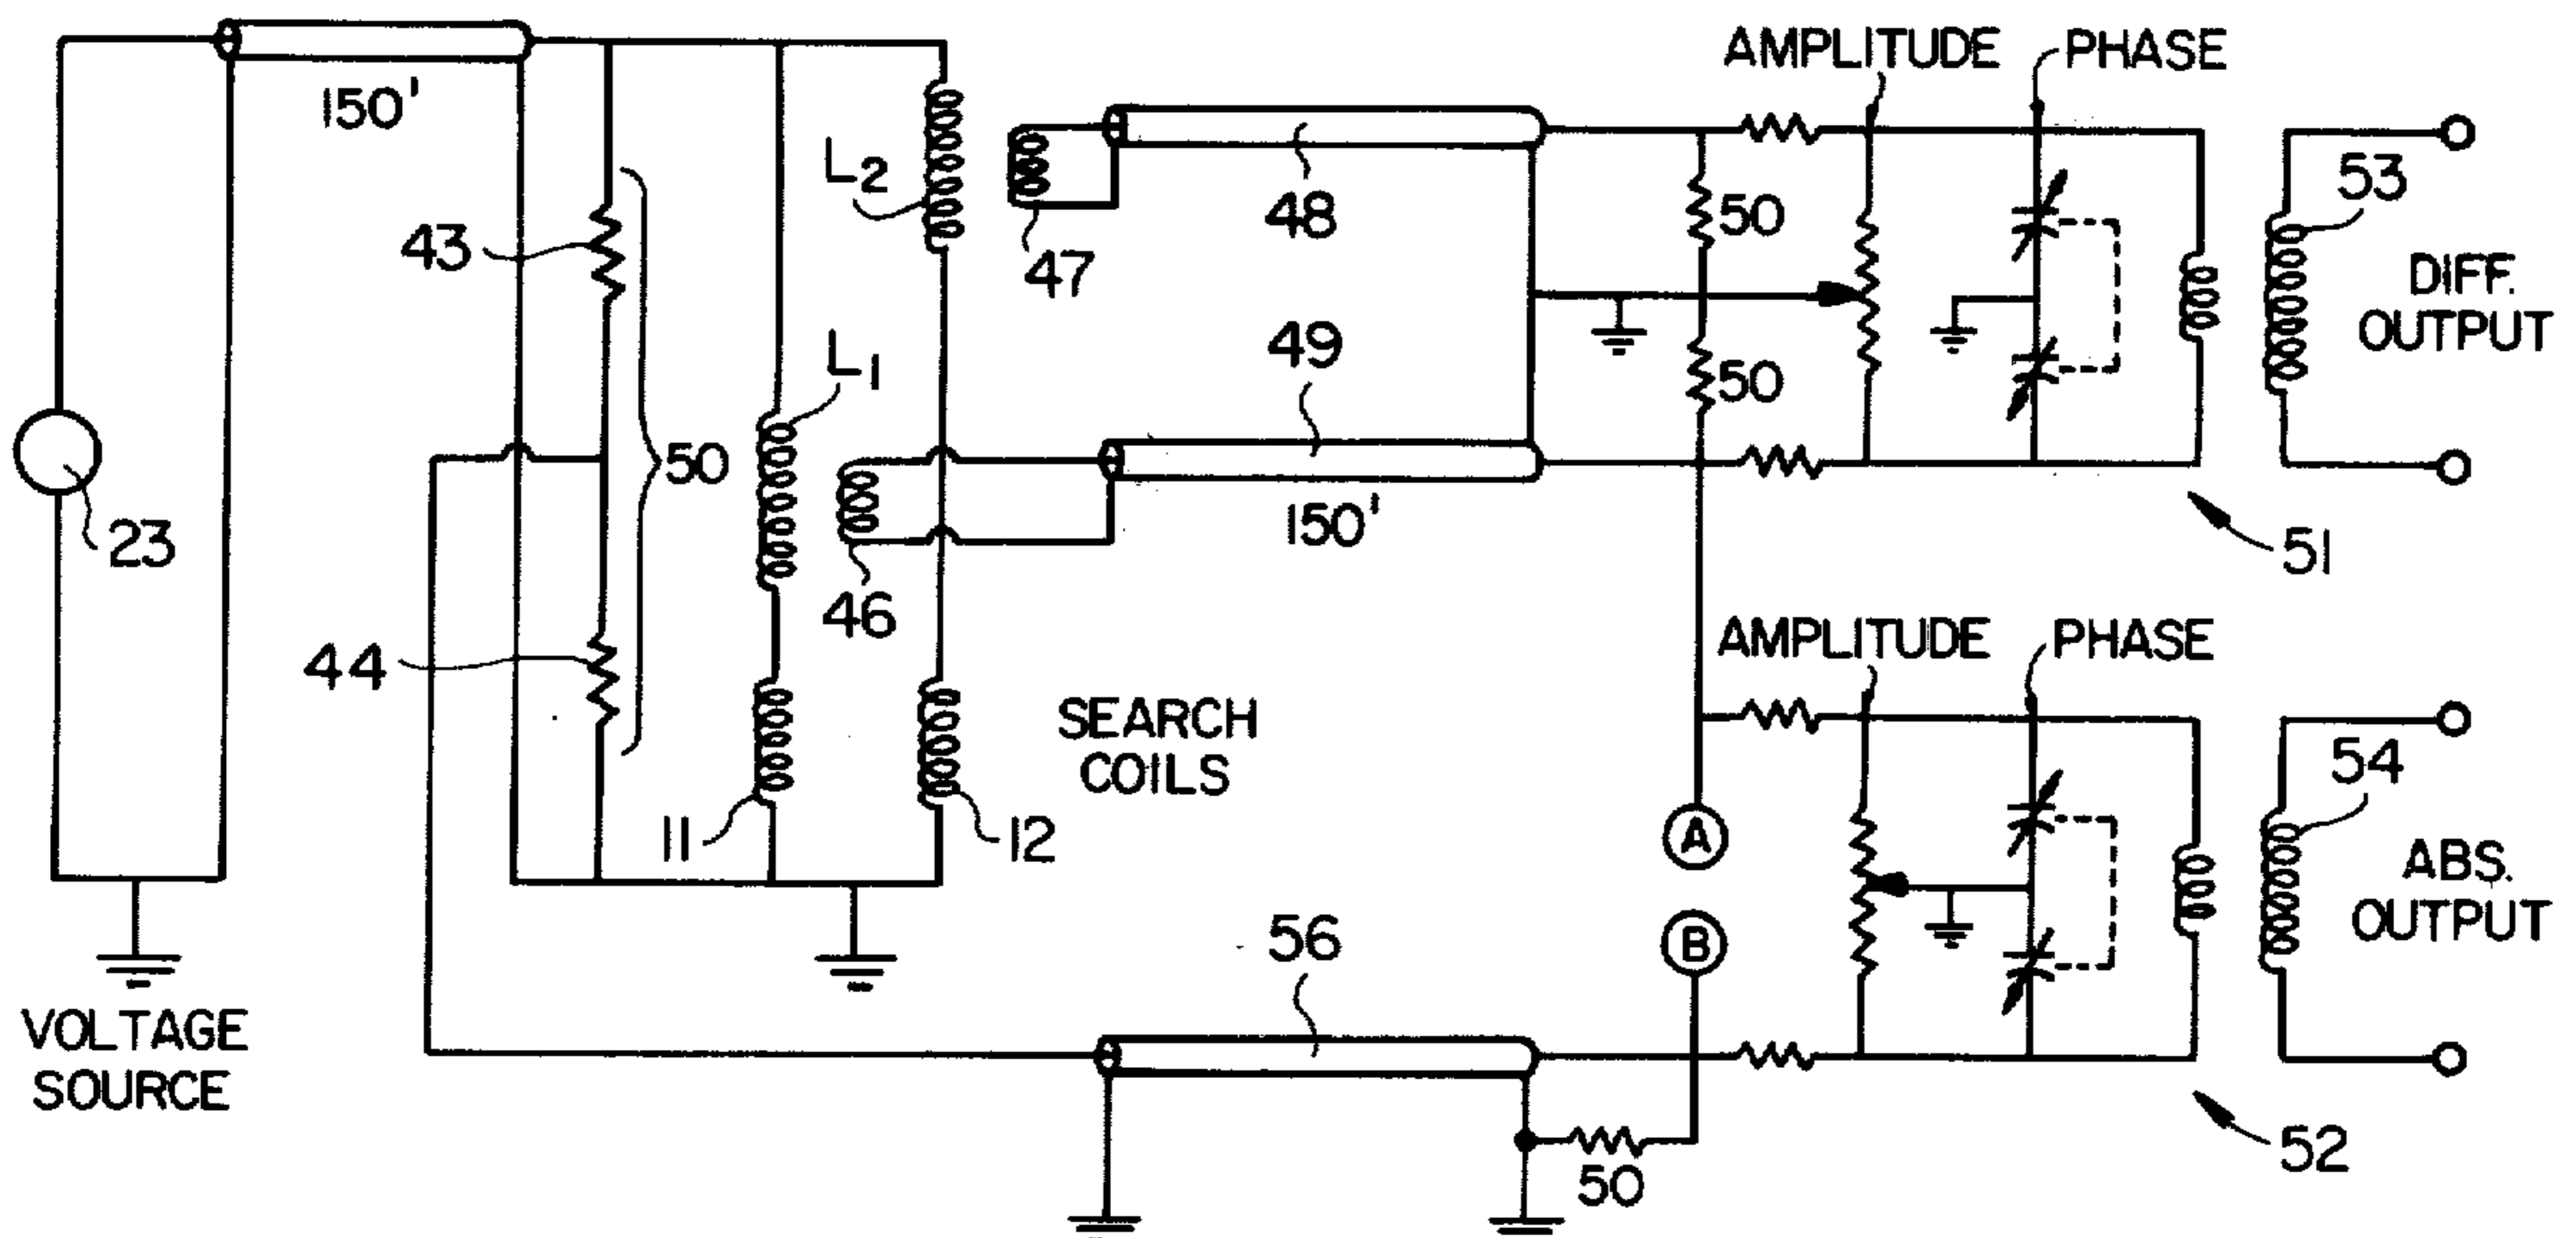 AMPLITUDE
PHASE
150'
L2
48
50
53
43
47
DIFF.
OUTPUT
L1
49
50
50
23
46
150'
51
44
AMPLITUDE
PHASE
SEARCH
COILS
54
11
12
A
ABS.
OUTPUT
56
B
VOLTAGE
SOURCE
50
52